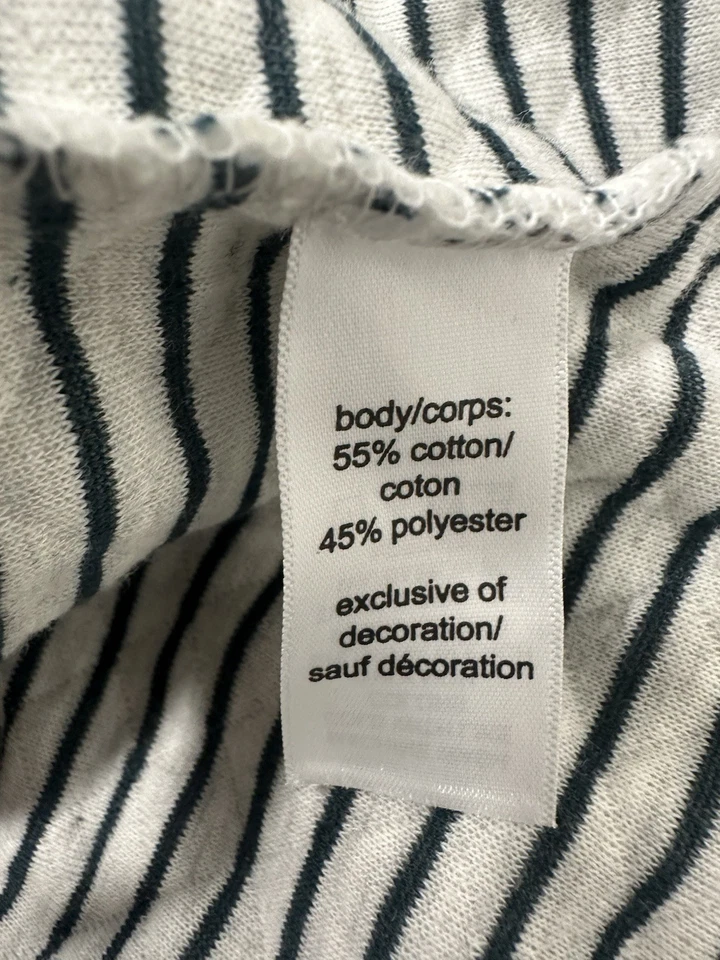 body/corps:
55% cotton/
coton
45% polyester
exclusive of
decoration/
sauf décoration